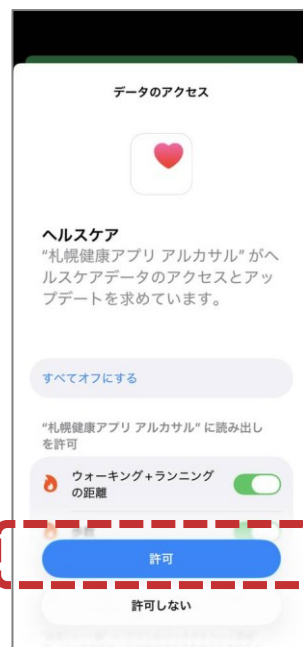 データのアクセス
ヘルスケア
“札幌健康アプリ アルカサル” がヘ
ルスケアデータのアクセスとアッ
プデートを求めています。
すべてオフにする
“札幌健康アプリ アルカサル” に読み出し
を許可
ウォーキング+ランニング
の距離
歩数
許可
許可しない